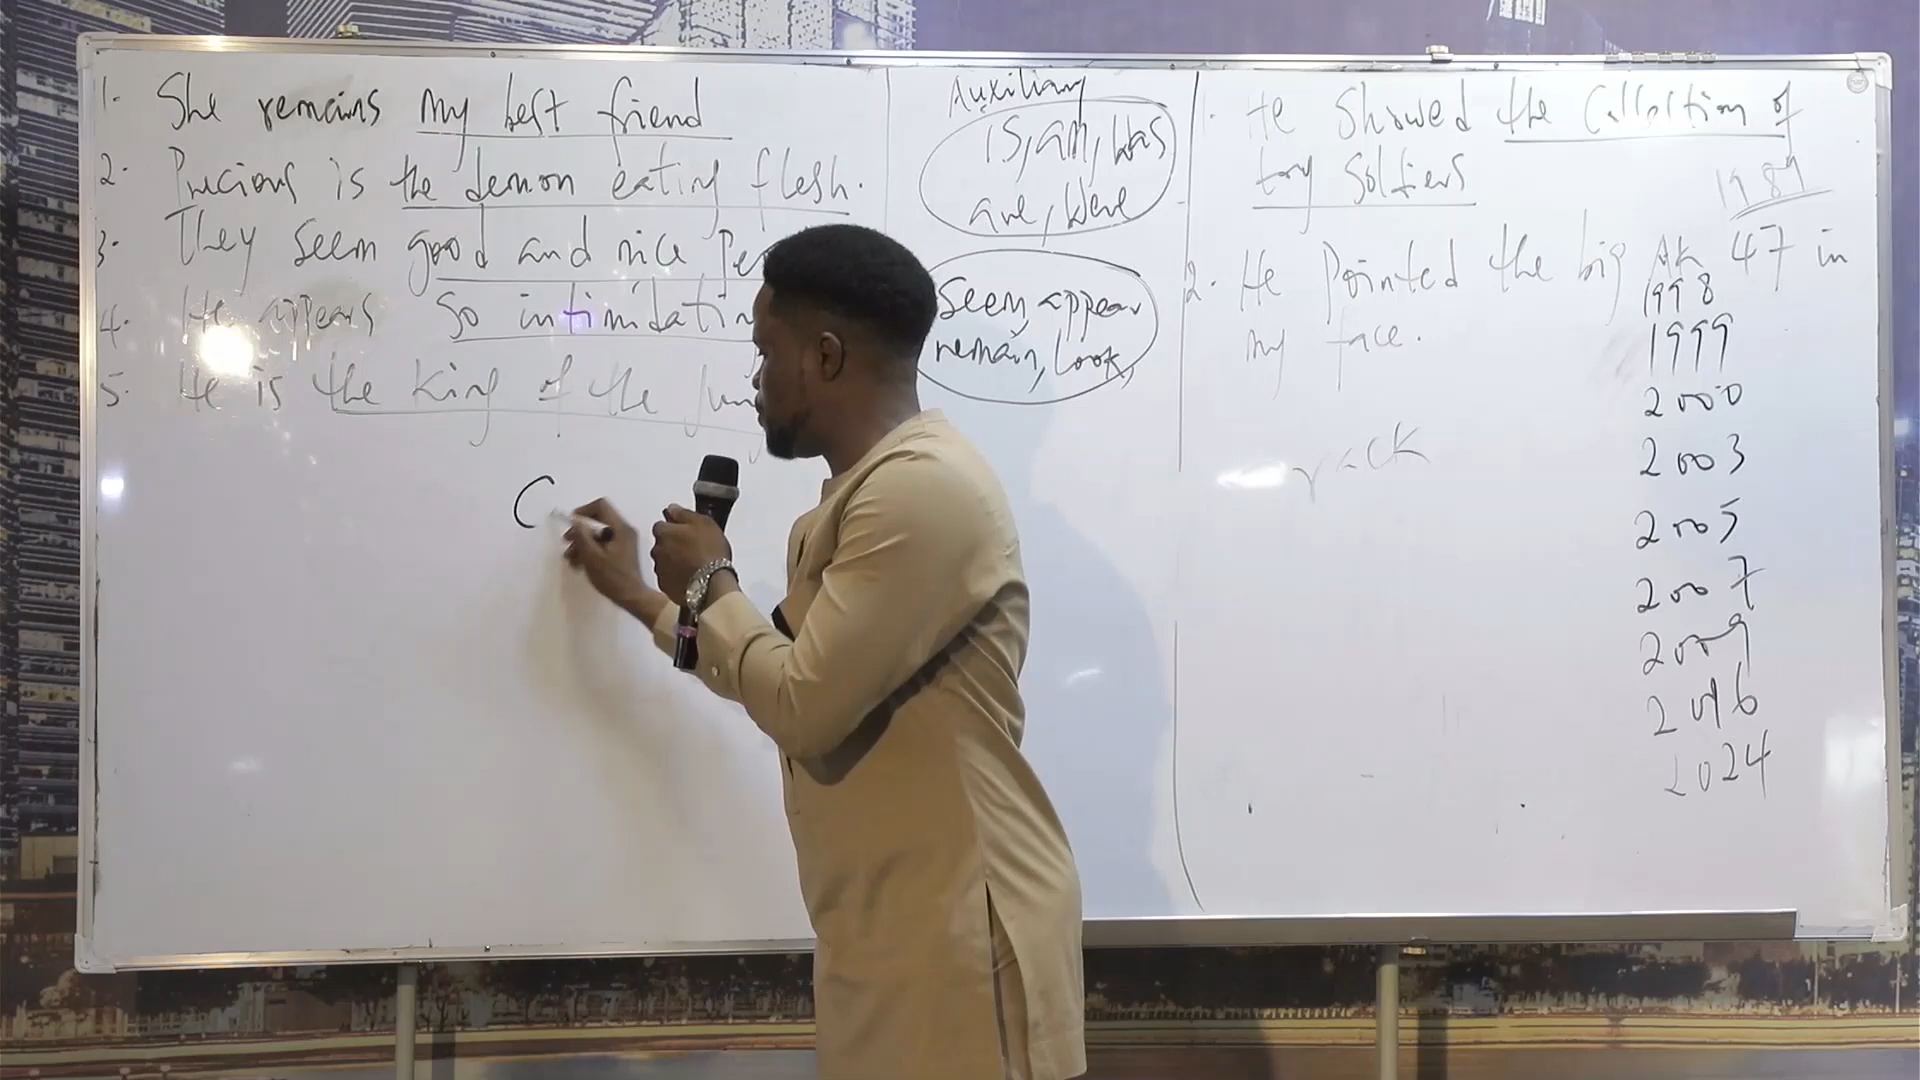 1. She remains my best friend
2. Precious is the demon eating flesh.
3. They seem good and nice
4. He appears so intimidatin
5. He is the King of the
C
Auxiliary
is, am, was
are, were
Seem, appear
remain, look,
1. He Showed the Collection of
toy Soldiers
1989
2. He Pointed the big AK 47 in
my face.
1998
1999
2000
2003
2005
2007
2009
2016
2024